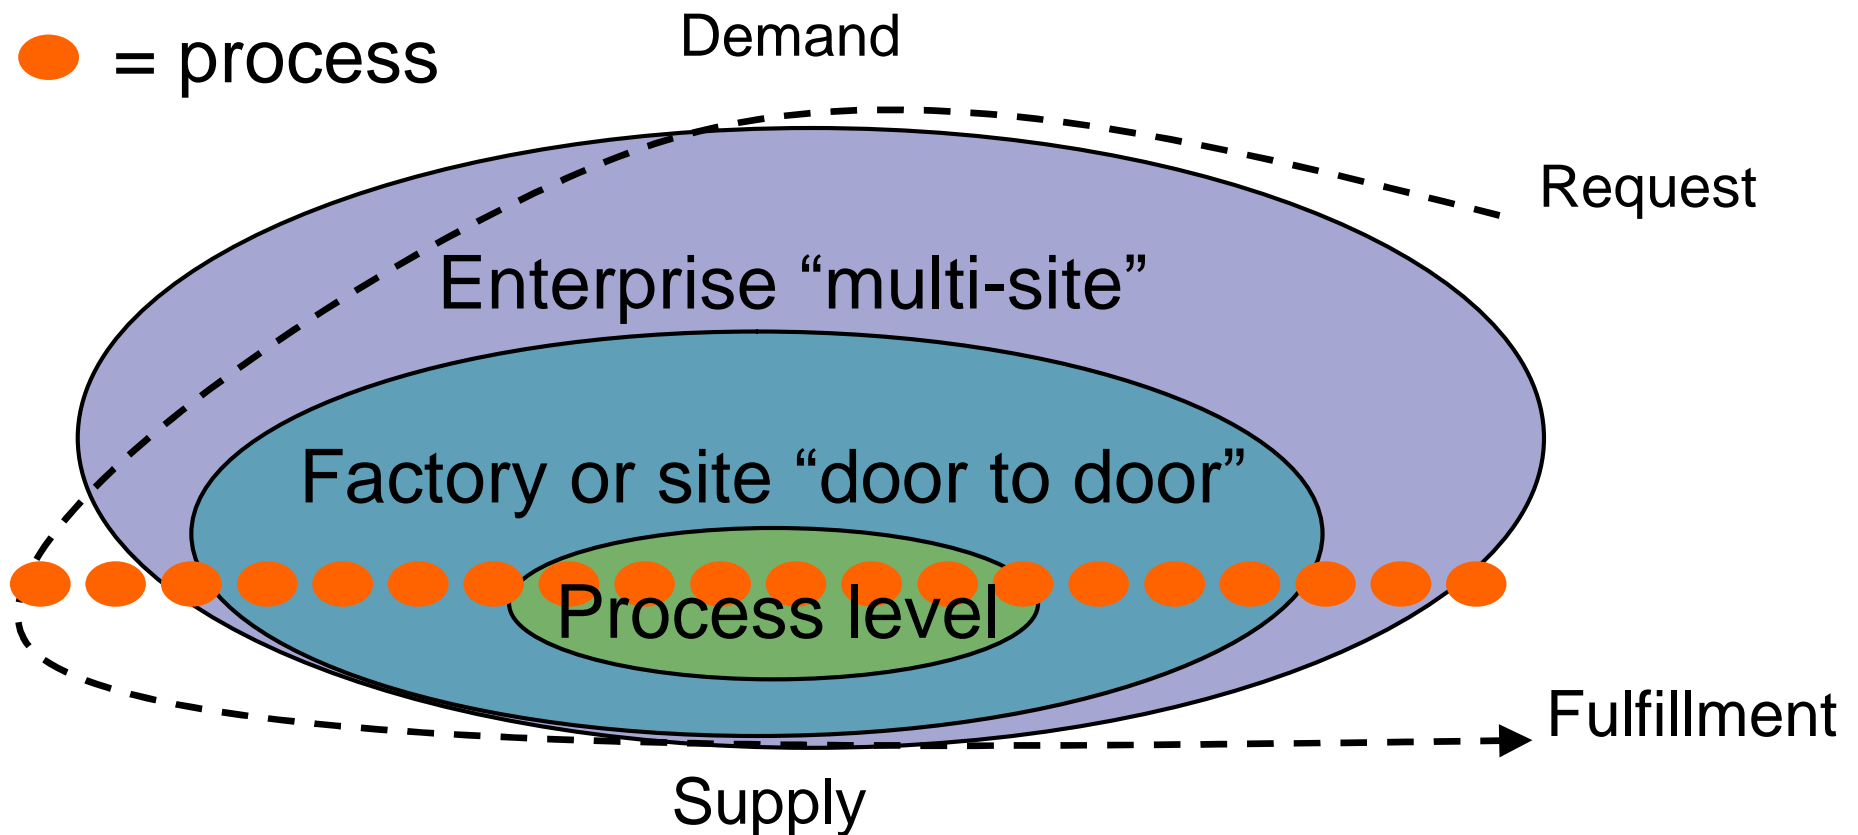 Demand
= process
Request
Enterprise “multi-site”
Factory or site “door to door”
Process level
Fulfillment
Supply